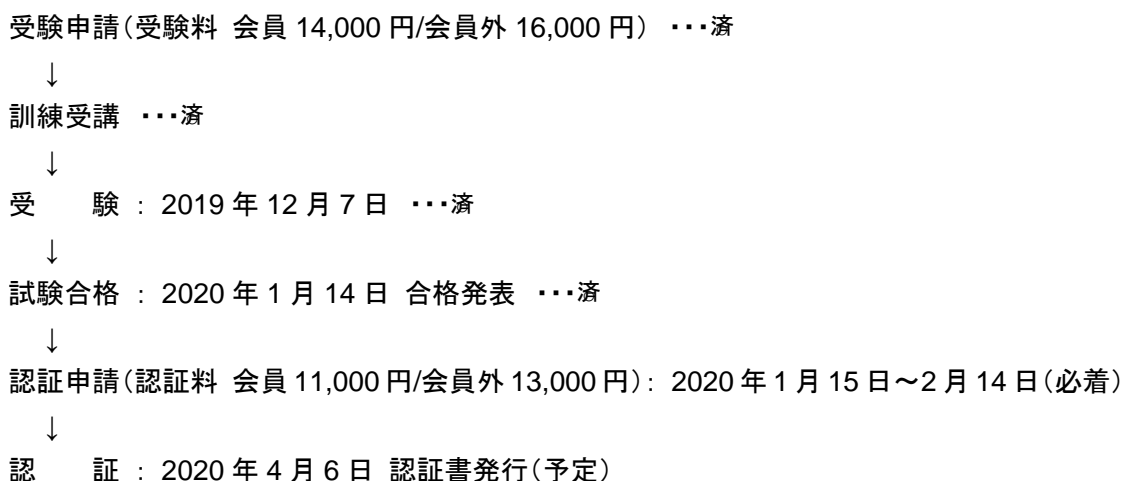 受験申請（受験料 会員 14,000 円/会員外 16,000 円） ･･･済
↓
訓練受講 ･･･済
↓
受　　験 ： 2019 年 12 月 7 日 ･･･済
↓
試験合格 ： 2020 年 1 月 14 日 合格発表 ･･･済
↓
認証申請（認証料 会員 11,000 円/会員外 13,000 円）： 2020 年 1 月 15 日～2 月 14 日（必着）
↓
認　　証 ： 2020 年 4 月 6 日 認証書発行（予定）